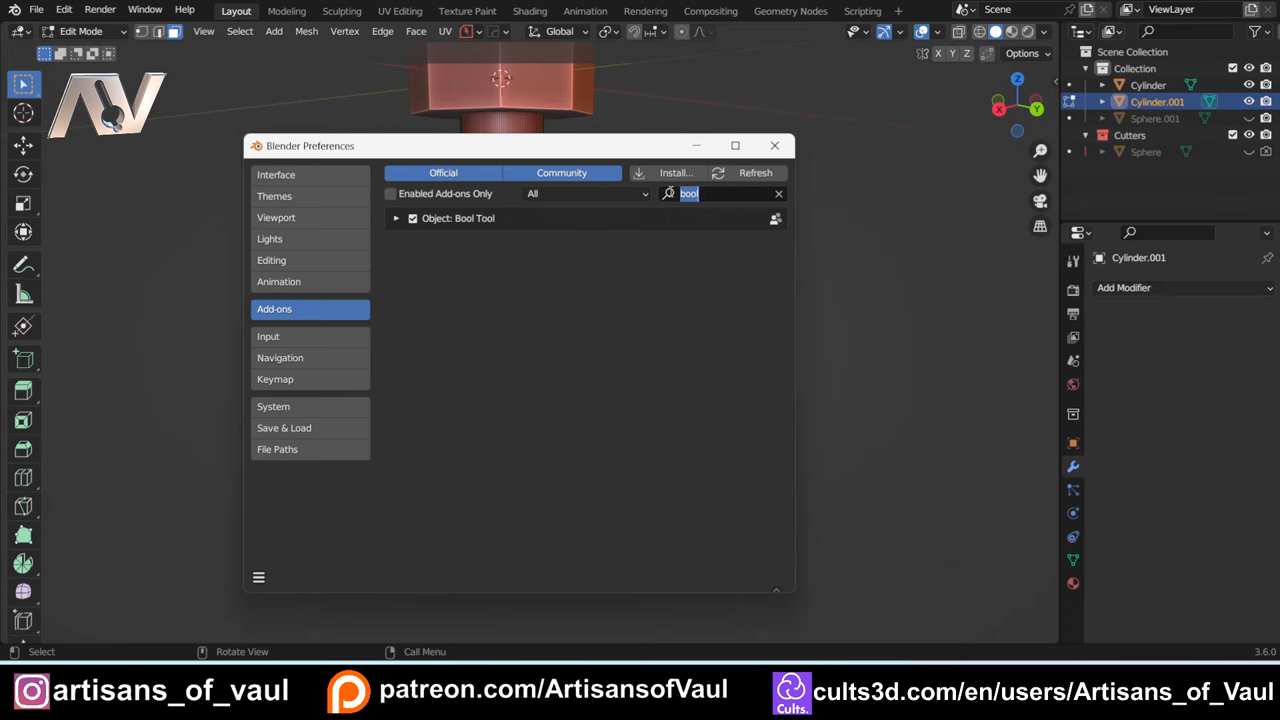 File Edit Render Window Help Layout Modeling Sculpting UV Editing Texture Paint Shading Animation Rendering Compositing Geometry Nodes Scripting + Scene ViewLayer
Edit Mode View Select Add Mesh Vertex Edge Face UV Global
X Y Z Options
AV
Z
X Y
Scene Collection
Collection
Cylinder
Cylinder.001
Sphere.001
Cutters
Sphere
Blender Preferences
Interface
Themes
Viewport
Lights
Editing
Animation
Add-ons
Input
Navigation
Keymap
System
Save & Load
File Paths
Official Community Install... Refresh
Enabled Add-ons Only All bool
Object: Bool Tool
Cylinder.001
Add Modifier
Select Rotate View Call Menu 3.6.0
artisans_of_vaul patreon.com/ArtisansofVaul Cults. cults3d.com/en/users/Artisans_of_Vaul